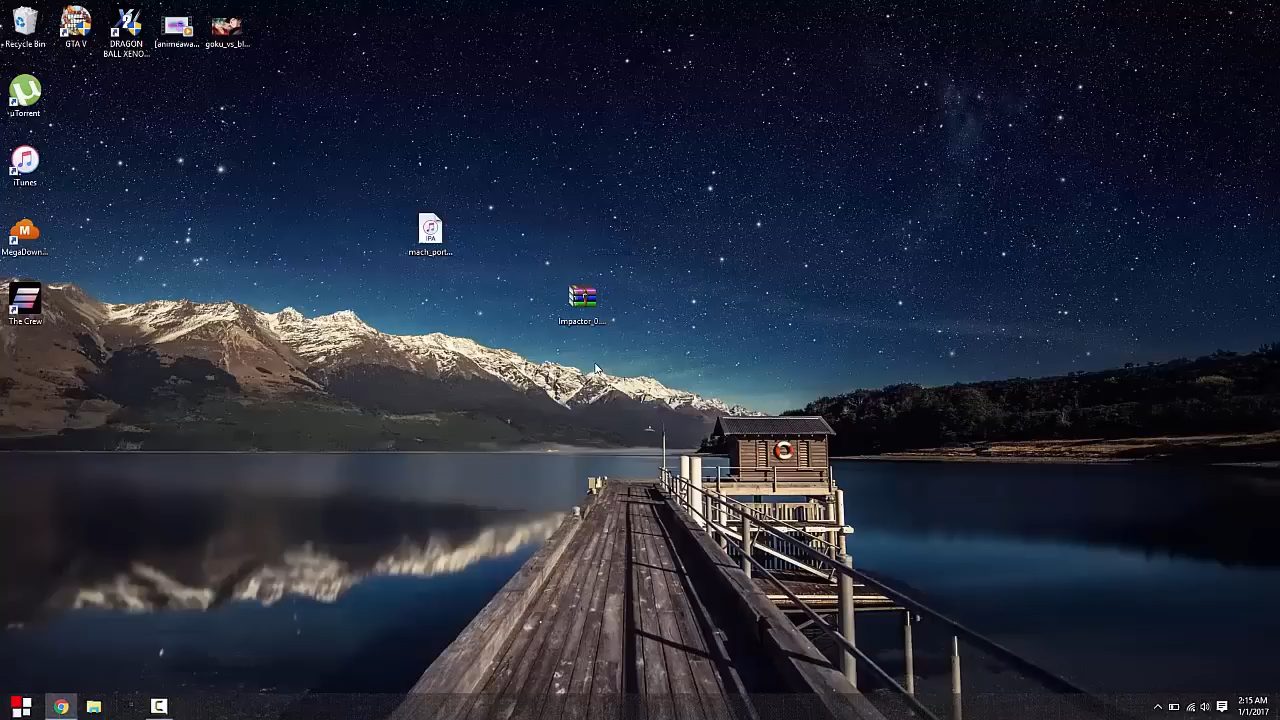 Recycle Bin
GTA V
DRAGON
BALL XENO...
[animeawa...
goku_vs_bl...
uTorrent
iTunes
MegaDown...
The Crew
IPA
mach_port...
Impactor_0....
2:15 AM
1/1/2017